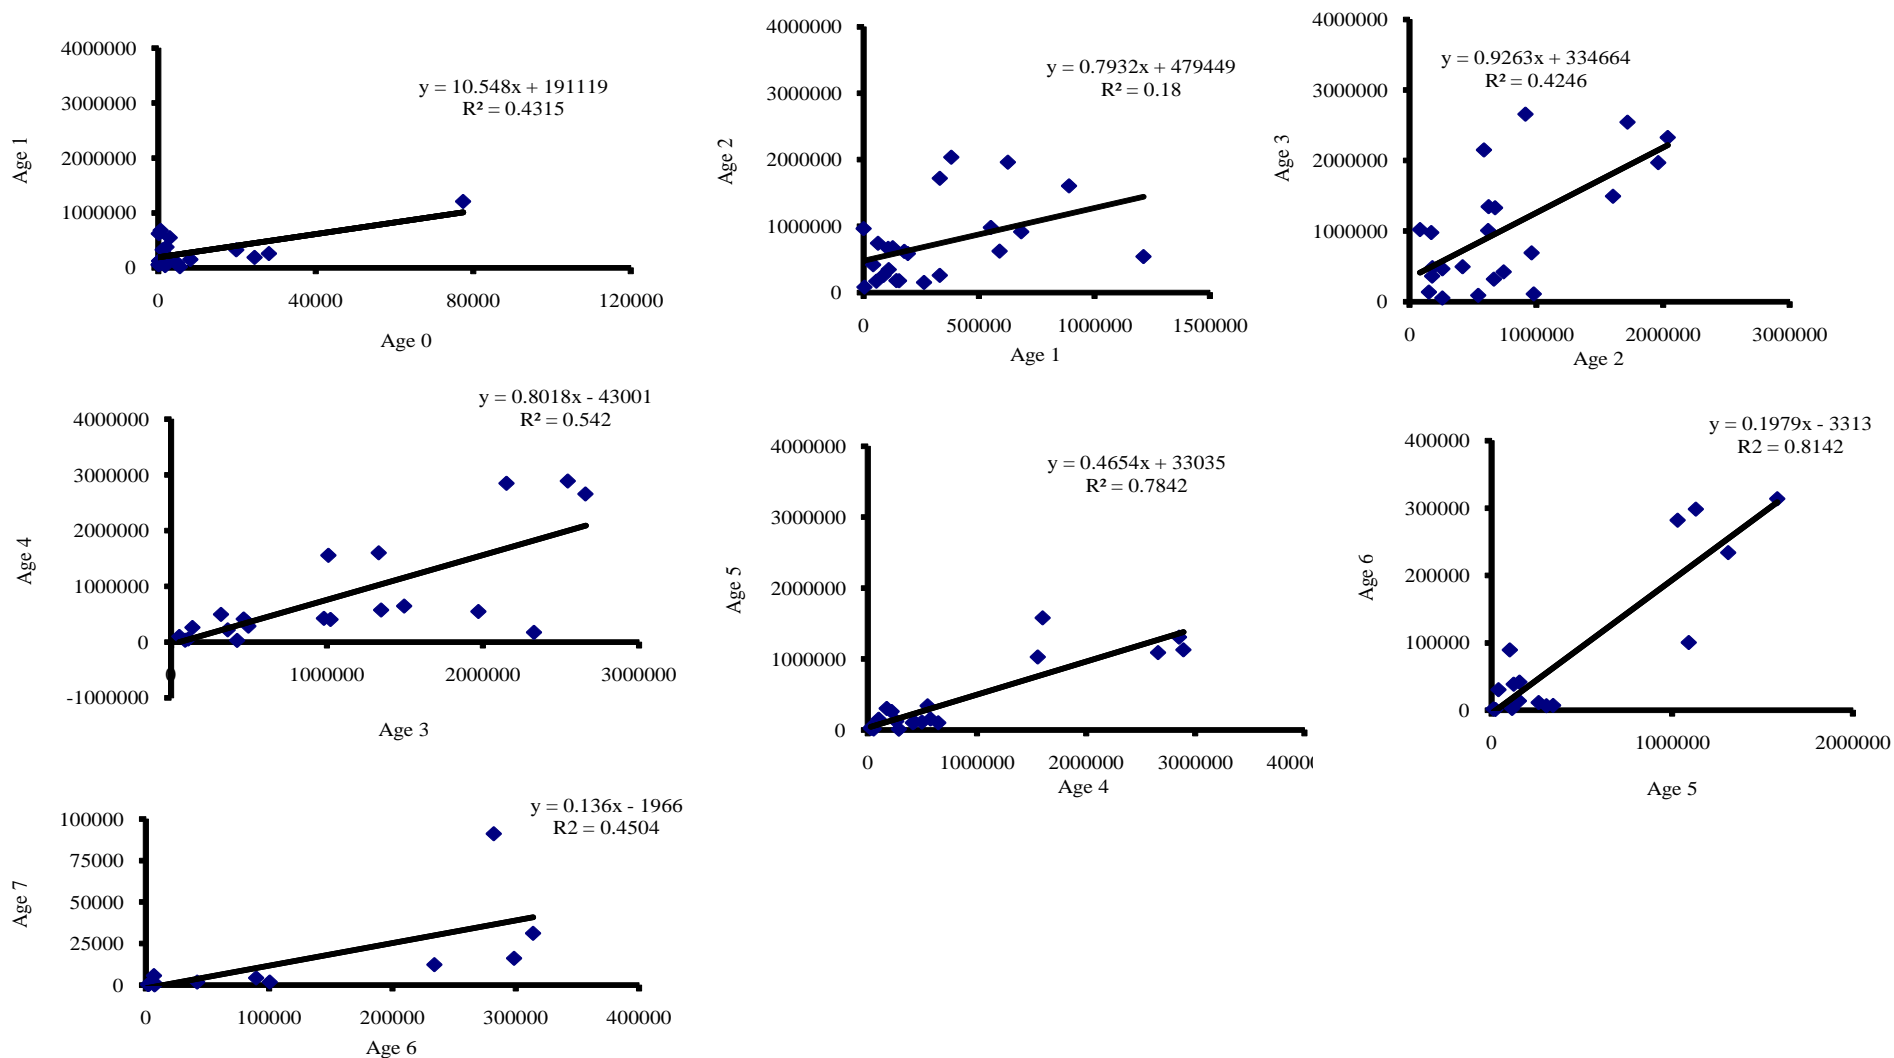 4000000
3000000
2000000
1000000
0
Age 1
y = 10.548x + 191119
R² = 0.4315
0 40000 80000 120000
Age 0
4000000
3000000
2000000
1000000
0
Age 2
y = 0.7932x + 479449
R² = 0.18
0 500000 1000000 1500000
Age 1
4000000
3000000
2000000
1000000
0
Age 3
y = 0.9263x + 334664
R² = 0.4246
0 1000000 2000000 3000000
Age 2
4000000
3000000
2000000
1000000
0
-1000000
Age 4
y = 0.8018x - 43001
R² = 0.542
0 1000000 2000000 3000000
Age 3
4000000
3000000
2000000
1000000
0
Age 5
y = 0.4654x + 33035
R² = 0.7842
0 1000000 2000000 3000000 40000
Age 4
400000
300000
200000
100000
0
Age 6
y = 0.1979x - 3313
R2 = 0.8142
0 1000000 2000000
Age 5
100000
75000
50000
25000
0
Age 7
y = 0.136x - 1966
R2 = 0.4504
0 100000 200000 300000 400000
Age 6